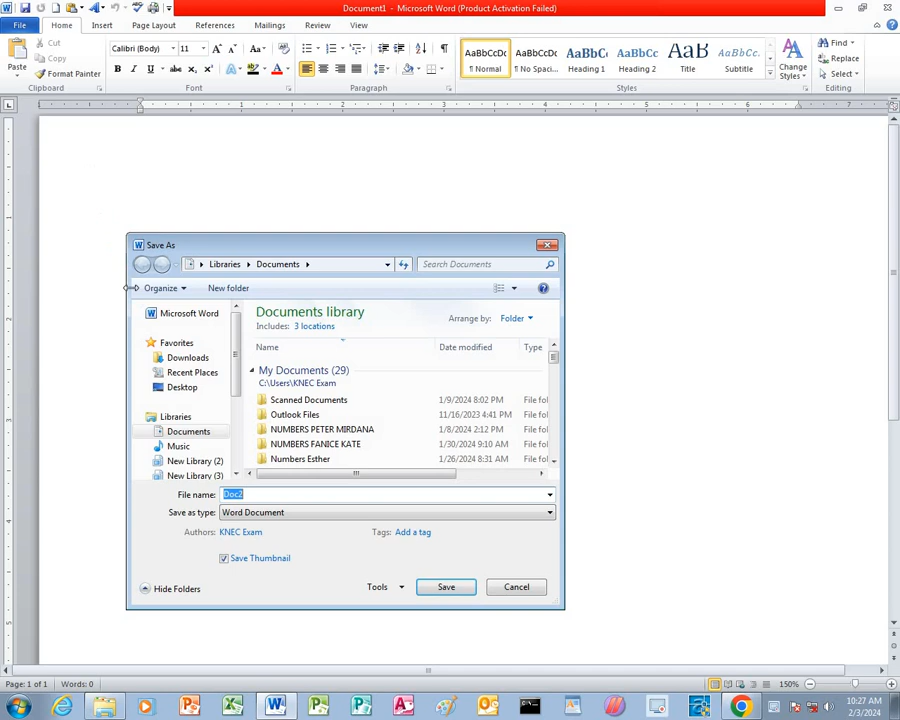 Document1 - Microsoft Word (Product Activation Failed)
File Home Insert Page Layout References Mailings Review View
Cut
Copy
Format Painter
Paste
Clipboard
Calibri (Body) 11
Font
Paragraph
AaBbCcDc AaBbCcDc AaBbCc AaBbCc AaB AaBbCcDc
¶ Normal ¶ No Spaci... Heading 1 Heading 2 Title Subtitle
Change
Styles
Styles
Find
Replace
Select
Editing
1 2 3 4 5 6 7
Save As
Libraries Documents
Search Documents
Organize New folder
Microsoft Word
Favorites
Downloads
Recent Places
Desktop
Libraries
Documents
Music
New Library (2)
New Library (3)
Documents library
Includes: 3 locations
Arrange by: Folder
Name Date modified Type
My Documents (29)
C:\Users\KNEC Exam
Scanned Documents 1/9/2024 8:02 PM File fol
Outlook Files 11/16/2023 4:41 PM File fol
NUMBERS PETER MIRDANA 1/8/2024 2:12 PM File fol
NUMBERS FANICE KATE 1/30/2024 9:10 AM File fol
Numbers Esther 1/26/2024 8:31 AM File fol
File name: Doc2
Save as type: Word Document
Authors: KNEC Exam Tags: Add a tag
Save Thumbnail
Hide Folders Tools Save Cancel
Page: 1 of 1 Words: 0 150%
10:27 AM
2/3/2024